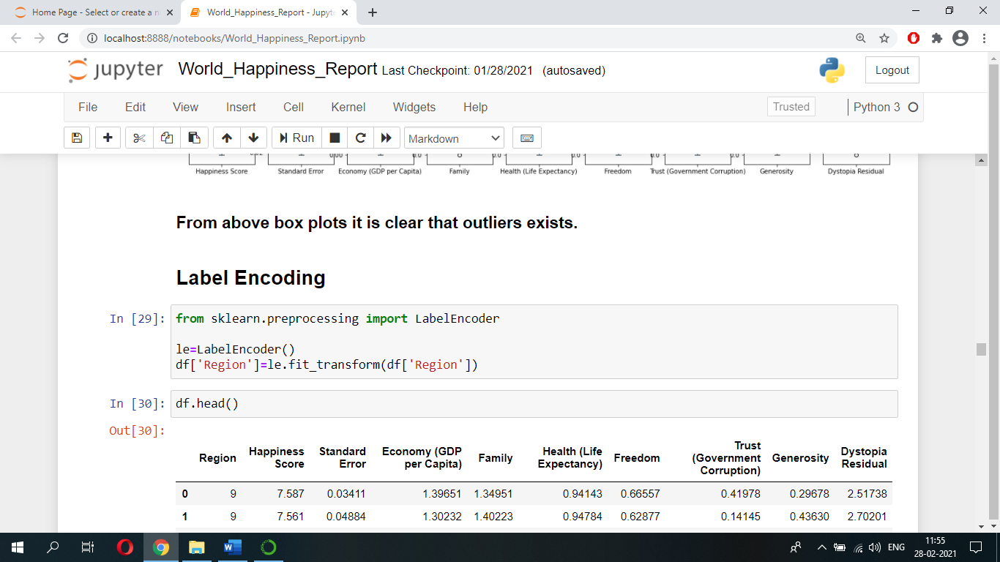 Home Page - Select or create a n
World_Happiness_Report - Jupyte
localhost:8888/notebooks/World_Happiness_Report.ipynb
jupyter World_Happiness_Report Last Checkpoint: 01/28/2021 (autosaved) Logout
File Edit View Insert Cell Kernel Widgets Help Trusted Python 3
Run Markdown
Happiness Score Standard Error Economy (GDP per Capita) Family Health (Life Expectancy) Freedom Trust (Government Corruption) Generosity Dystopia Residual
From above box plots it is clear that outliers exists.
Label Encoding
In [29]: from sklearn.preprocessing import LabelEncoder
le=LabelEncoder()
df['Region']=le.fit_transform(df['Region'])
In [30]: df.head()
Out[30]:
Region Happiness Score Standard Error Economy (GDP per Capita) Family Health (Life Expectancy) Freedom Trust (Government Corruption) Generosity Dystopia Residual
0 9 7.587 0.03411 1.39651 1.34951 0.94143 0.66557 0.41978 0.29678 2.51738
1 9 7.561 0.04884 1.30232 1.40223 0.94784 0.62877 0.14145 0.43630 2.70201
ENG 11:55
28-02-2021